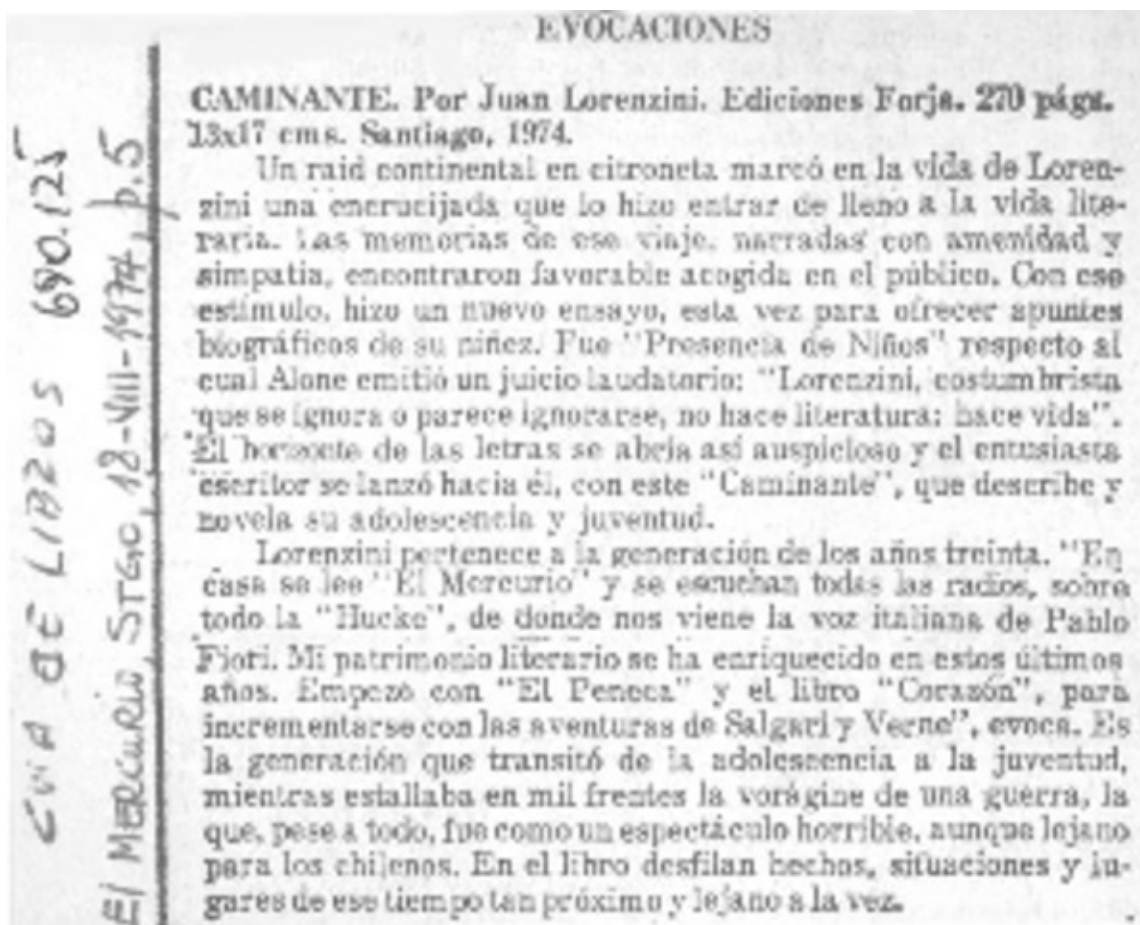 EVOCACIONES
CAMINANTE. Por Juan Lorenzini. Ediciones Forja. 270 págs.
13x17 cms. Santiago, 1974.
Un raid continental en citroneta marcó en la vida de Loren-
zini una encrucijada que lo hizo entrar de lleno a la vida lite-
raria. Las memorias de ese viaje, narradas con amenidad y
simpatía, encontraron favorable acogida en el público. Con ese
estímulo, hizo un nuevo ensayo, esta vez para ofrecer apuntes
biográficos de su niñez. Fue "Presencia de Niños" respecto al
cual Alone emitió un juicio laudatorio: "Lorenzini, costumbrista
que se ignora o parece ignorarse, no hace literatura: hace vida".
El horizonte de las letras se abría así auspicioso y el entusiasta
escritor se lanzó hacia él, con este "Caminante", que describe y
novela su adolescencia y juventud.
Lorenzini pertenece a la generación de los años treinta. "En
casa se lee "El Mercurio" y se escuchan todas las radios, sobre
todo la "Hucke", de donde nos viene la voz italiana de Pablo
Fiori. Mi patrimonio literario se ha enriquecido en estos últimos
años. Empezó con "El Peneca" y el libro "Corazón", para
incrementarse con las aventuras de Salgari y Verne", evoca. Es
la generación que transitó de la adolescencia a la juventud,
mientras estallaba en mil frentes la vorágine de una guerra, la
que, pese a todo, fue como un espectáculo horrible, aunque lejano
para los chilenos. En el libro desfilan hechos, situaciones y lu-
gares de ese tiempo tan próximo y lejano a la vez.
DE LIBROS 690.125
El MERCURIO, STGO, 18-VIII-1974, p.5